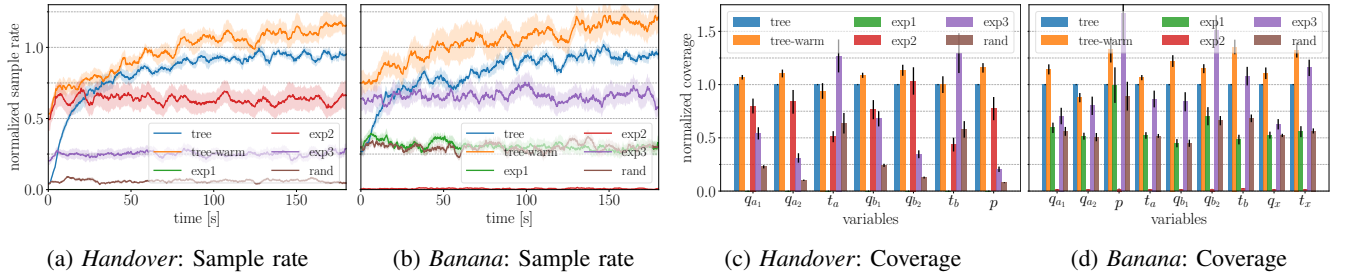 normalized sample rate
1.0
0.5
0.0
0
50
100
150
time [s]
tree
tree-warm
exp1
exp2
exp3
rand
(a) Handover: Sample rate
0
50
100
150
time [s]
tree
tree-warm
exp1
exp2
exp3
rand
(b) Banana: Sample rate
normalized coverage
1.5
1.0
0.5
0.0
tree
tree-warm
exp1
exp2
exp3
rand
q_{a_1} q_{a_2} t_a q_{b_1} q_{b_2} t_b p
variables
(c) Handover: Coverage
tree
tree-warm
exp1
exp2
exp3
rand
q_{a_1} q_{a_2} p t_a q_{b_1} q_{b_2} t_b q_x t_x
variables
(d) Banana: Coverage